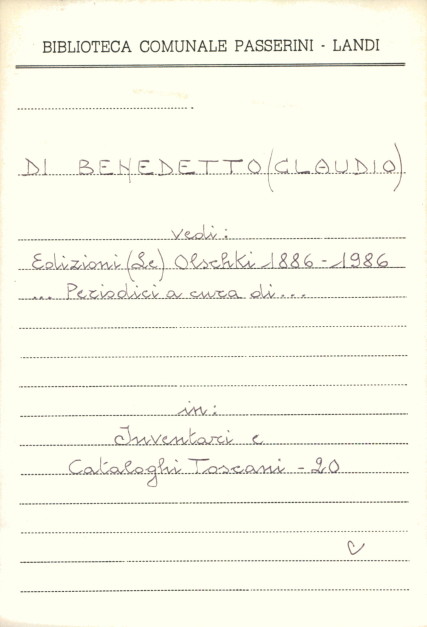 BIBLIOTECA COMUNALE PASSERINI - LANDI
DI BENEDETTO (CLAUDIO)
vedi:
Edizioni (Le) Olschki 1886 - 1986
... Periodici a cura di...
in:
Inventari e
Cataloghi Toscani - 20